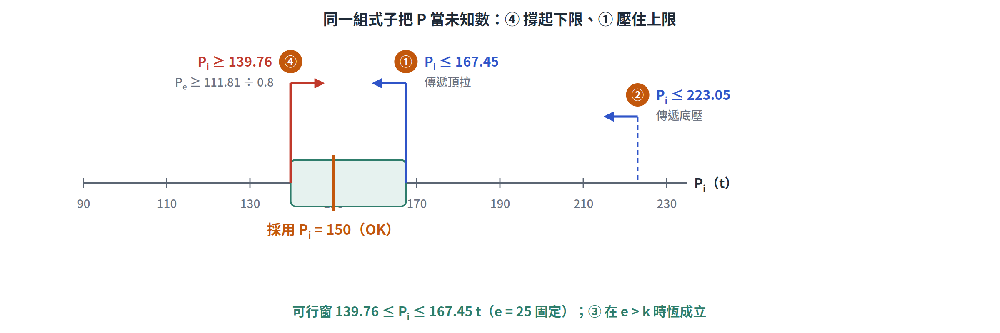 同一組式子把 P 當未知數：④ 撐起下限、① 壓住上限
Pi ≥ 139.76 ④
Pe ≥ 111.81 ÷ 0.8
① Pi ≤ 167.45
傳遞頂拉
② Pi ≤ 223.05
傳遞底壓
Pi（t）
90 110 130 170 190 210 230
採用 Pi = 150（OK）
可行窗 139.76 ≤ Pi ≤ 167.45 t（e = 25 固定）；③ 在 e > k 時恆成立